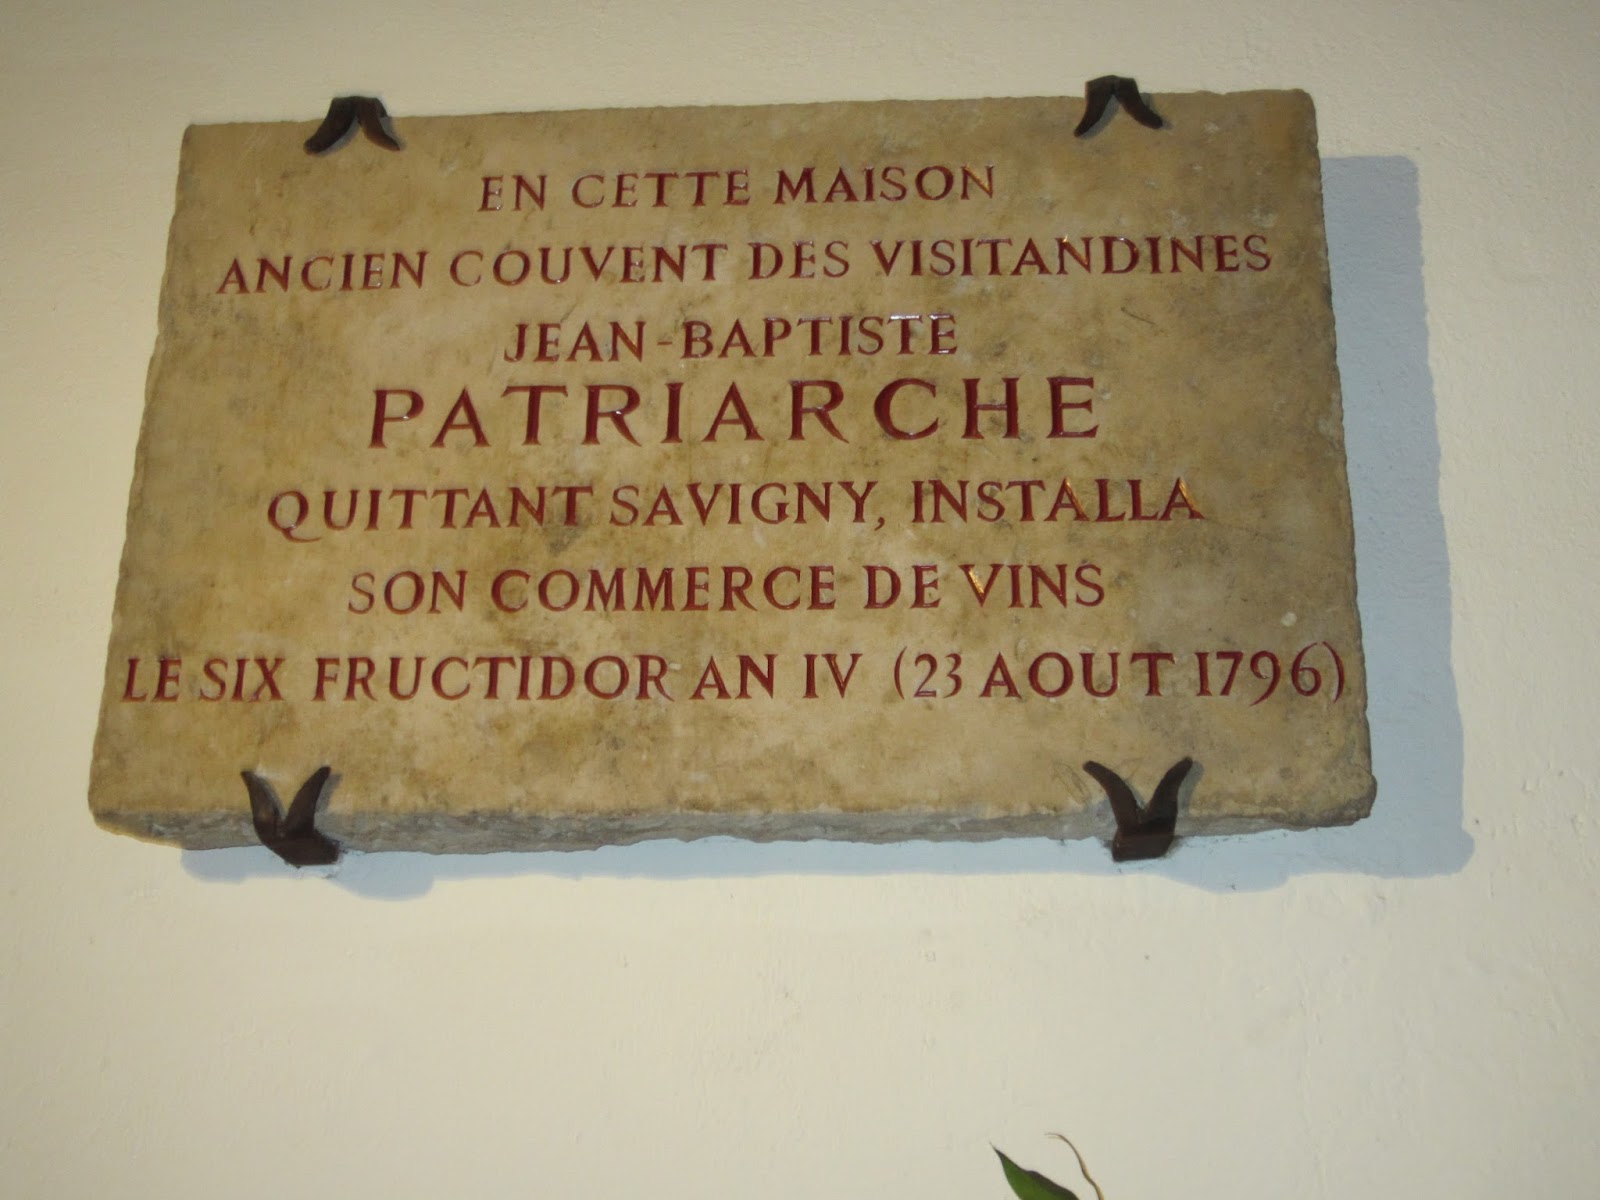 EN CETTE MAISON
ANCIEN COUVENT DES VISITANDINES
JEAN-BAPTISTE
PATRIARCHE
QUITTANT SAVIGNY, INSTALLA
SON COMMERCE DE VINS
LE SIX FRUCTIDOR AN IV (23 AOUT 1796)